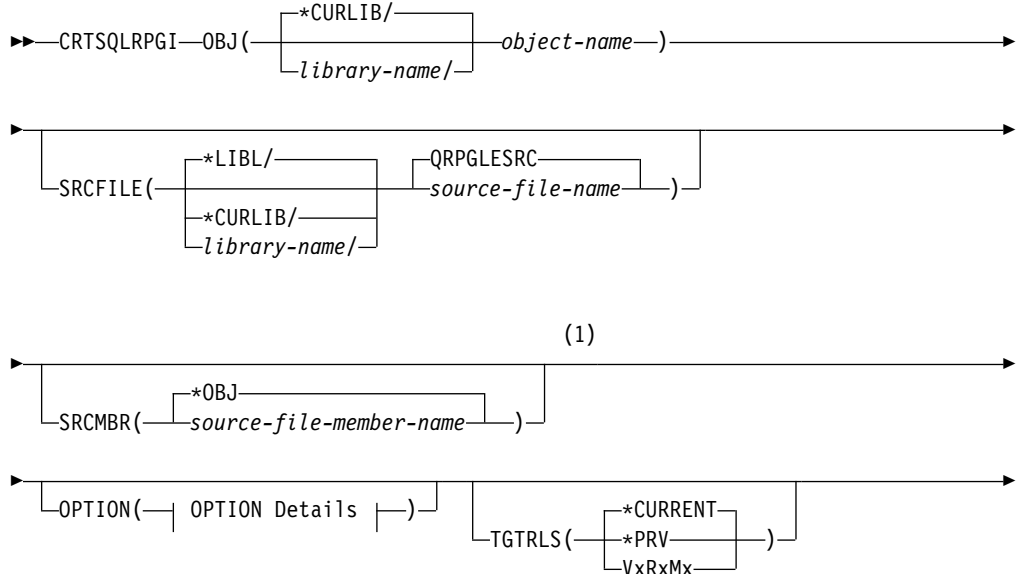 *CURLIB/
CRTSQLRPGI OBJ( object-name )
library-name/
*LIBL/ QRPGLESRC
SRCFILE( source-file-name )
*CURLIB/
library-name/
(1)
*OBJ
SRCMBR( source-file-member-name )
OPTION( OPTION Details ) *CURRENT
TGTRLS( *PRV )
VxRxMx